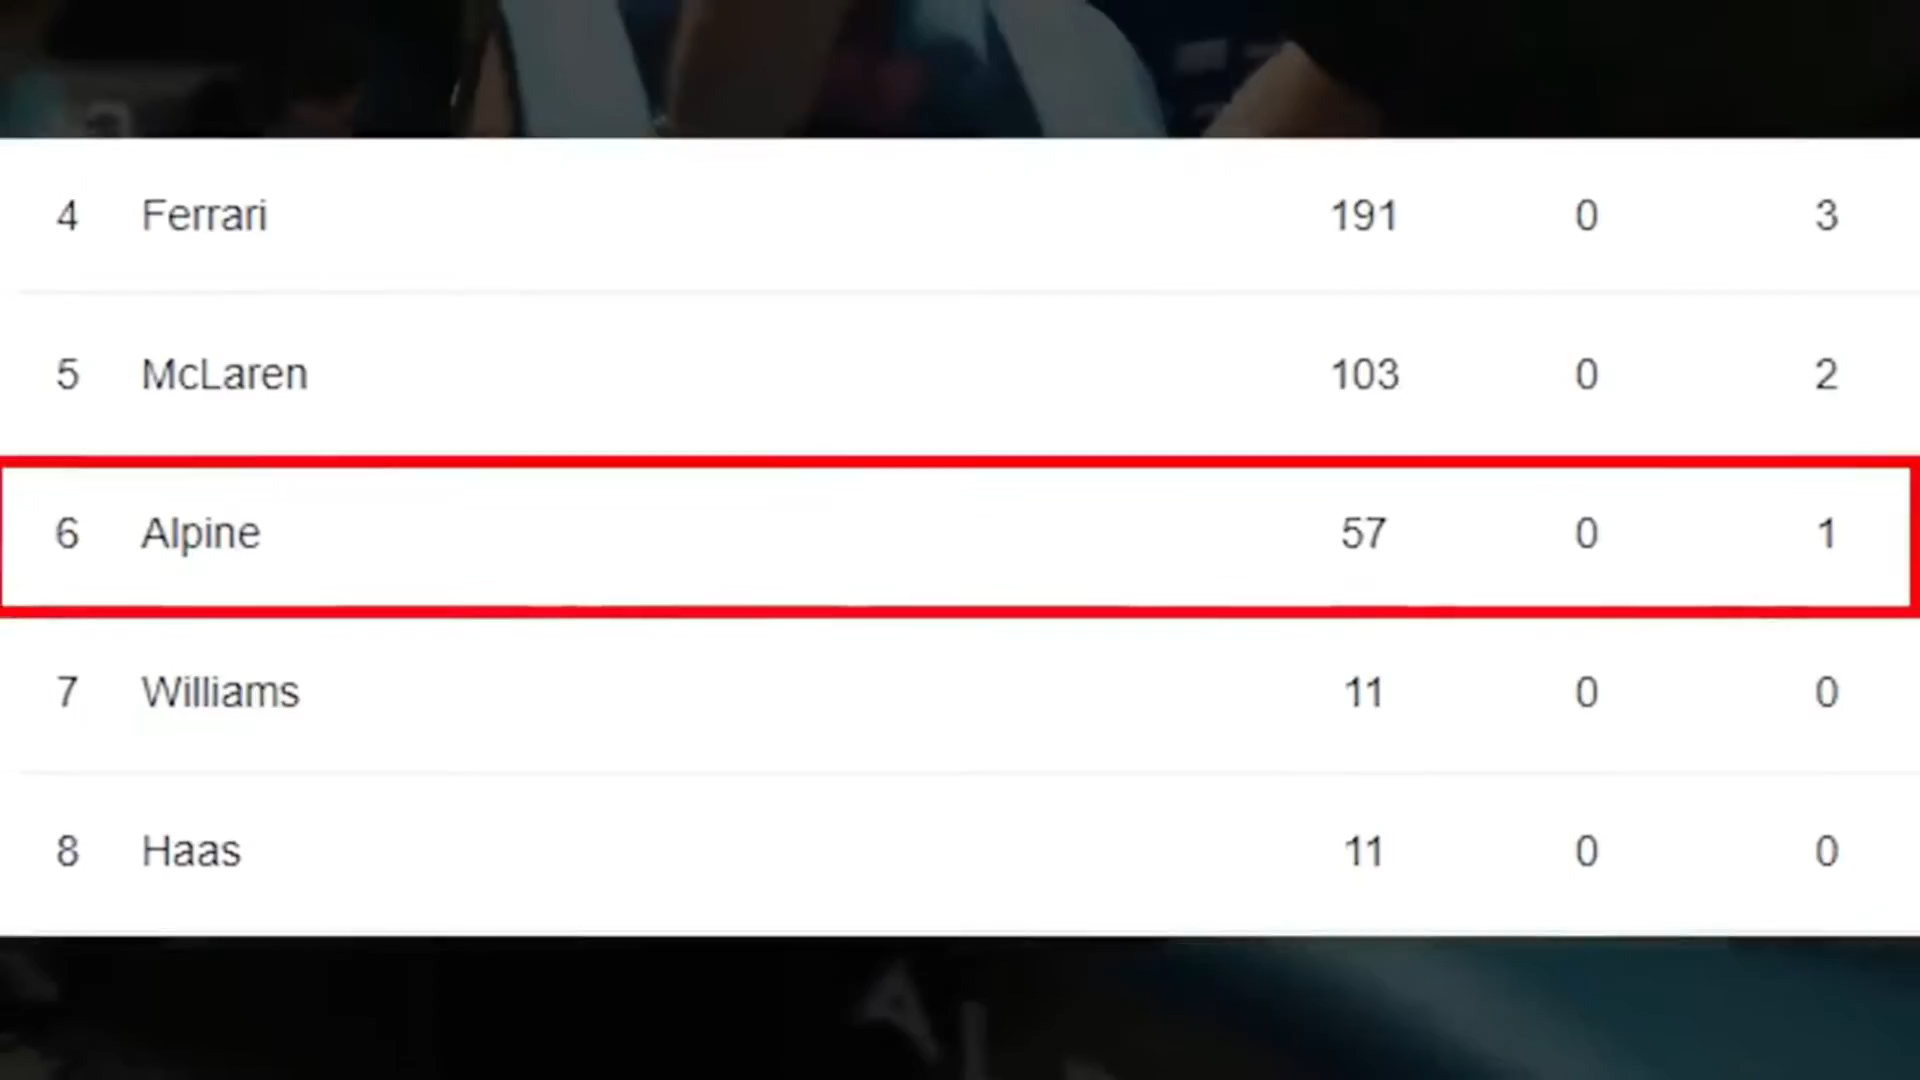 4 Ferrari 191 0 3
5 McLaren 103 0 2
6 Alpine 57 0 1
7 Williams 11 0 0
8 Haas 11 0 0